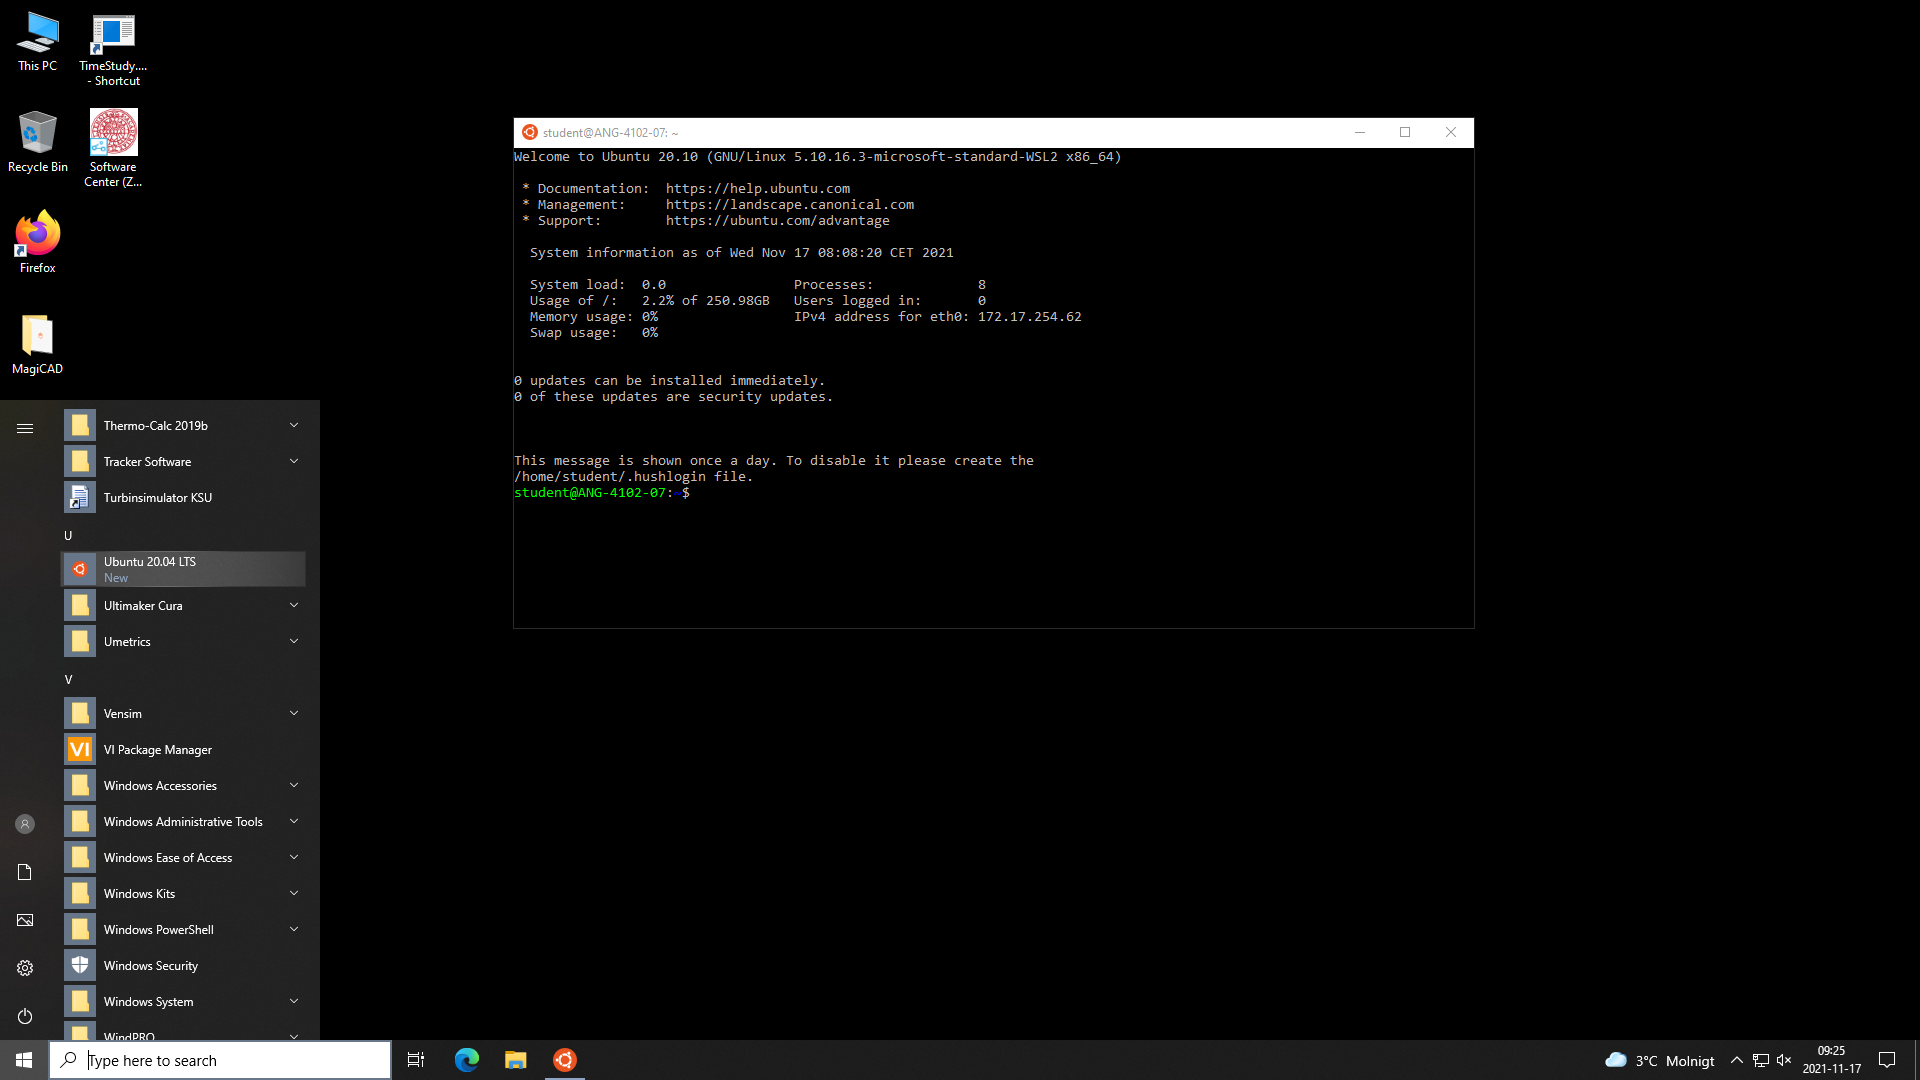 This PC
TimeStudy....
- Shortcut
Recycle Bin
Software
Center (Z...
Firefox
MagiCAD
student@ANG-4102-07: ~
Welcome to Ubuntu 20.10 (GNU/Linux 5.10.16.3-microsoft-standard-WSL2 x86_64)
* Documentation: https://help.ubuntu.com
* Management: https://landscape.canonical.com
* Support: https://ubuntu.com/advantage
System information as of Wed Nov 17 08:08:20 CET 2021
System load: 0.0 Processes: 8
Usage of /: 2.2% of 250.98GB Users logged in: 0
Memory usage: 0% IPv4 address for eth0: 172.17.254.62
Swap usage: 0%
0 updates can be installed immediately.
0 of these updates are security updates.
This message is shown once a day. To disable it please create the
/home/student/.hushlogin file.
student@ANG-4102-07:~$
Thermo-Calc 2019b
Tracker Software
Turbinsimulator KSU
U
Ubuntu 20.04 LTS
New
Ultimaker Cura
Umetrics
V
Vensim
VI VI Package Manager
Windows Accessories
Windows Administrative Tools
Windows Ease of Access
Windows Kits
Windows PowerShell
Windows Security
Windows System
WindPRO
Type here to search
3°C Molnigt
09:25
2021-11-17